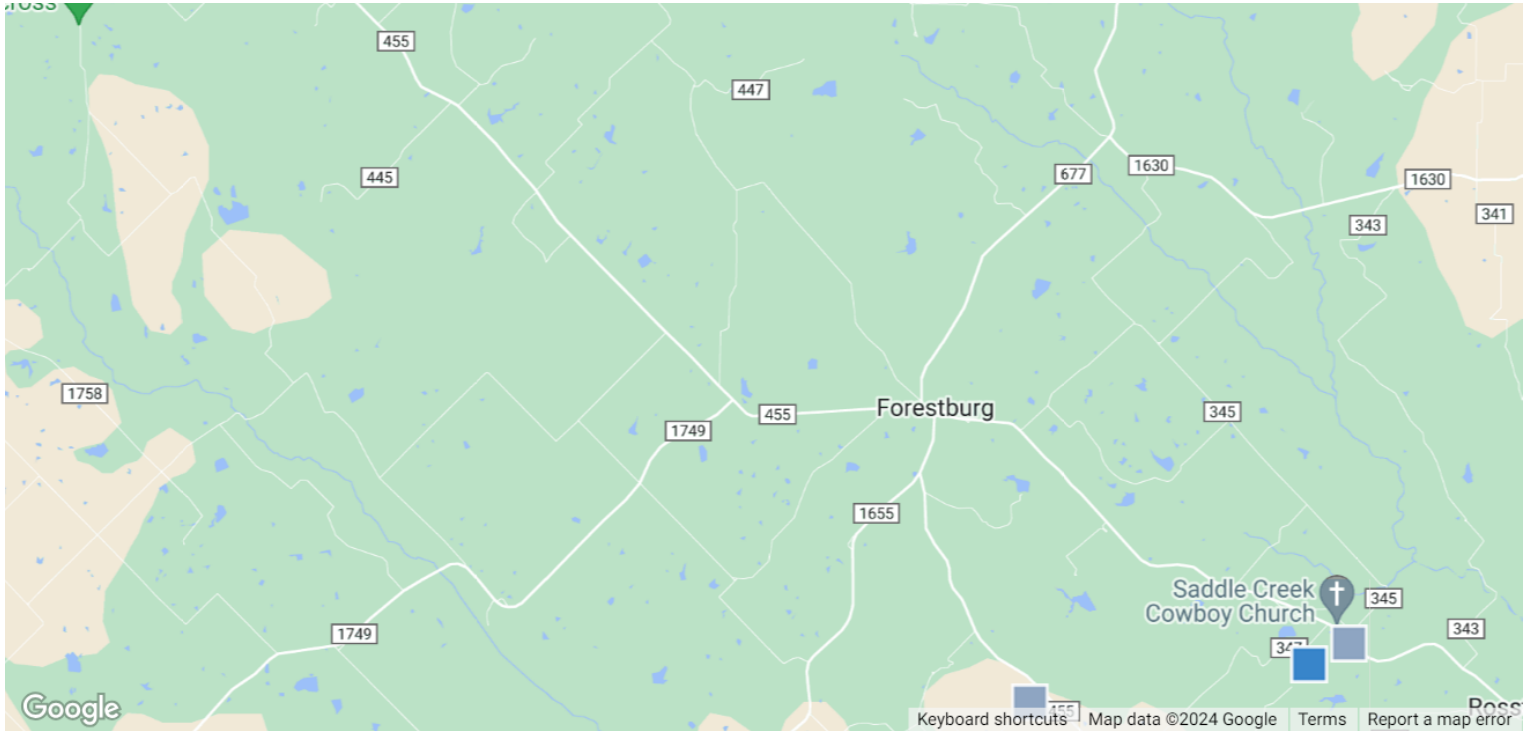 455
447
445
677
1630
1630
341
343
1758
Forestburg
455
345
1749
1655
Saddle Creek
Cowboy Church
345
343
1749
455
Google
Keyboard shortcuts
Map data ©2024 Google
Terms
Report a map error